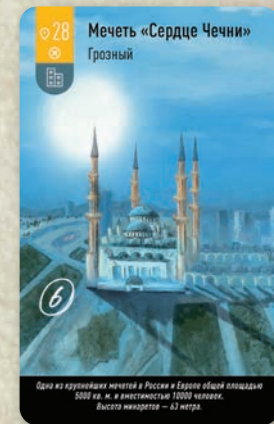 28
Мечеть «Сердце Чечни»
Грозный
6
Одна из крупнейших мечетей в России и Европе общей площадью
5000 кв. м. и вместимостью 10000 человек.
Высота минаретов — 63 метра.